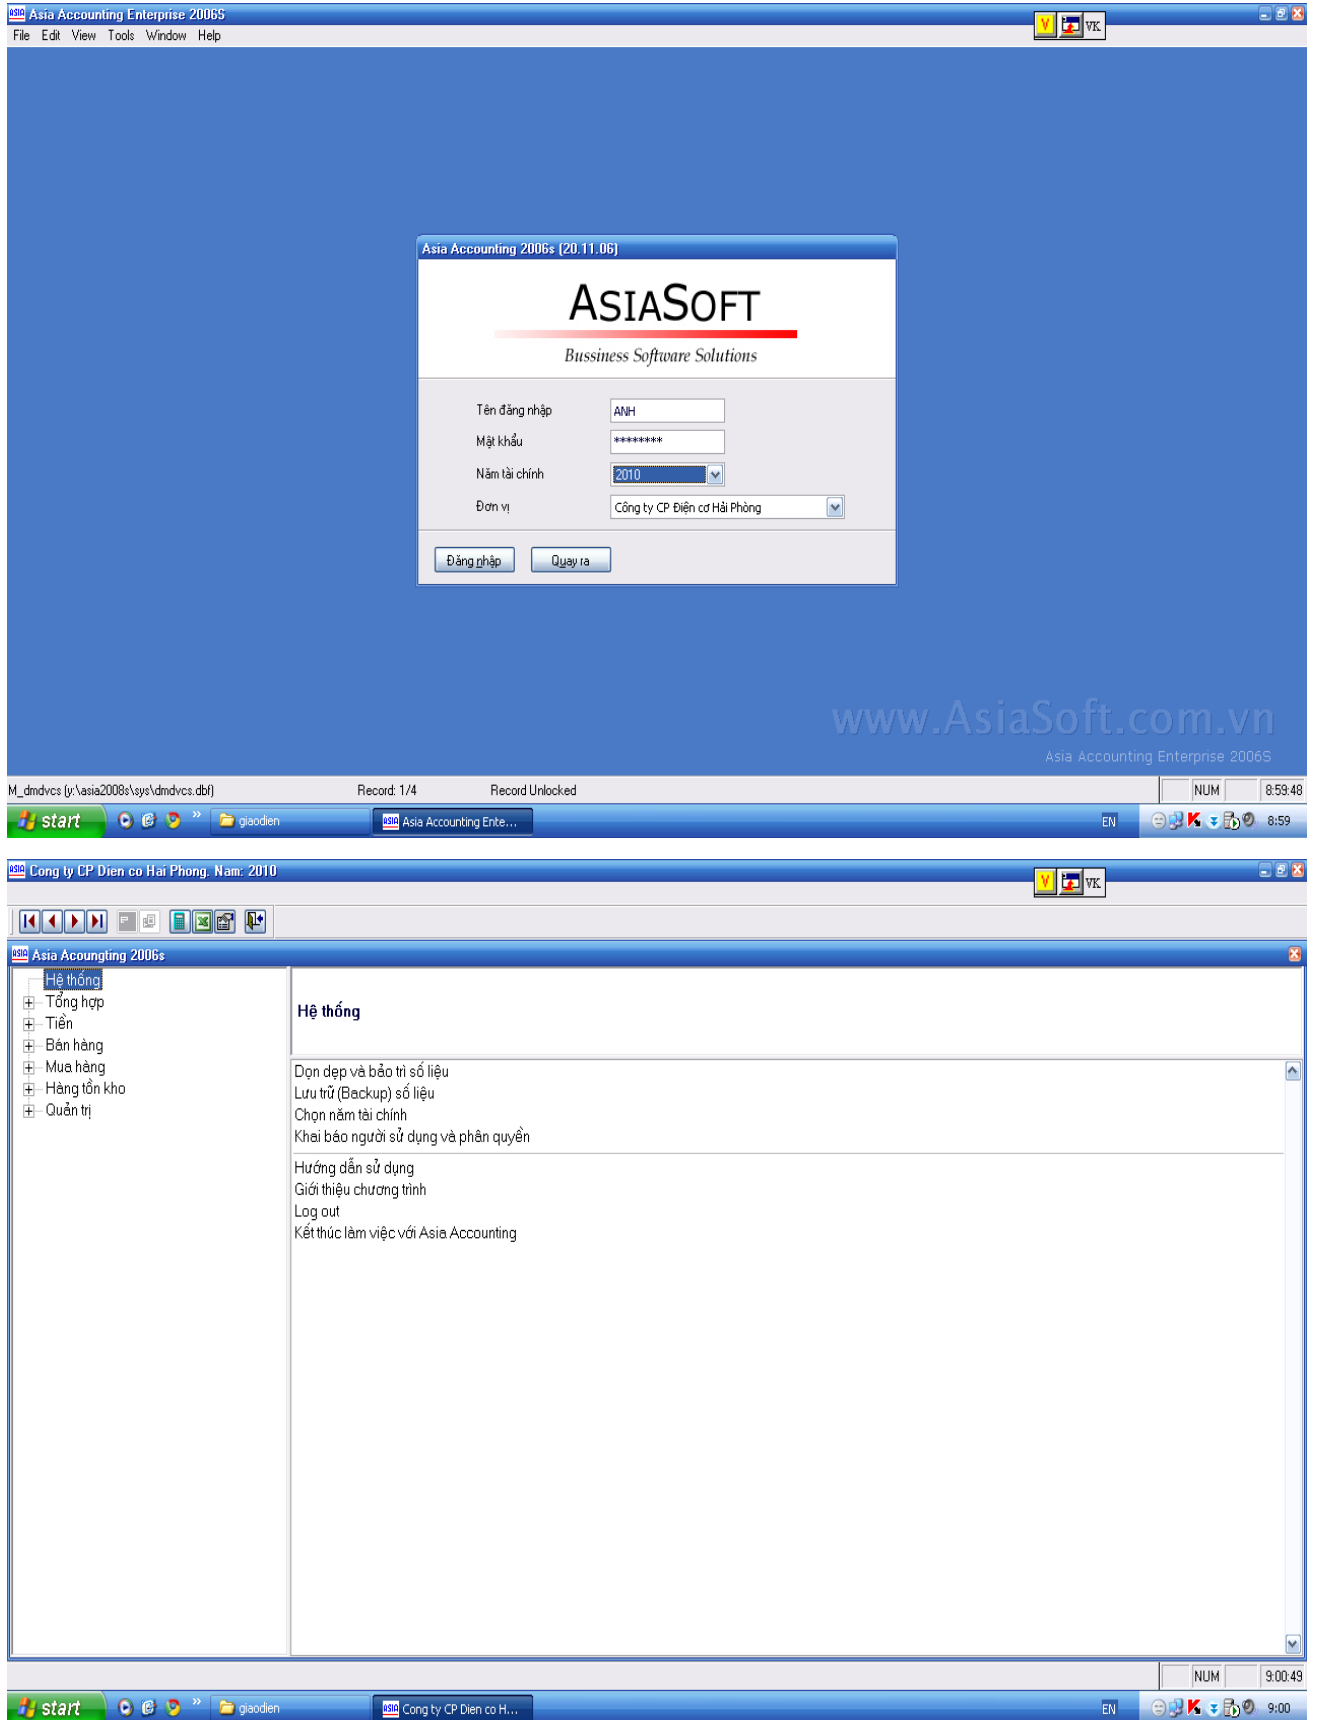 Asia Accounting Enterprise 2006S
V VK
File Edit View Tools Window Help
Asia Accounting 2006s (20.11.06)
ASIASOFT
Bussiness Software Solutions
Tên đăng nhập ANH
Mật khẩu ********
Năm tài chính 2010
Đơn vị Công ty CP Điện cơ Hải Phòng
Đăng nhập Quay ra
www.AsiaSoft.com.vn
Asia Accounting Enterprise 2006S
M_dmdvcs (y:\asia2008s\sys\dmdvcs.dbf) Record: 1/4 Record Unlocked NUM 8:59:48
start giaodien Asia Accounting Ente... EN 8:59
Cong ty CP Dien co Hai Phong. Nam: 2010
V VK
Asia Acoungting 2006s
Hệ thống
Tổng hợp
Tiền
Bán hàng
Mua hàng
Hàng tồn kho
Quản trị
Hệ thống
Dọn dẹp và bảo trì số liệu
Lưu trữ (Backup) số liệu
Chọn năm tài chính
Khai báo người sử dụng và phân quyền
Hướng dẫn sử dụng
Giới thiệu chương trình
Log out
Kết thúc làm việc với Asia Accounting
NUM 9:00:49
start giaodien Cong ty CP Dien co H... EN 9:00